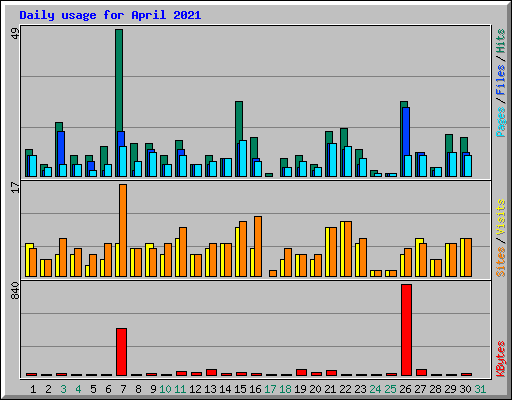 Daily usage for April 2021
49
Pages / Files / Hits
17
Sites / Visits
840
KBytes
1 2 3 4 5 6 7 8 9 10 11 12 13 14 15 16 17 18 19 20 21 22 23 24 25 26 27 28 29 30 31